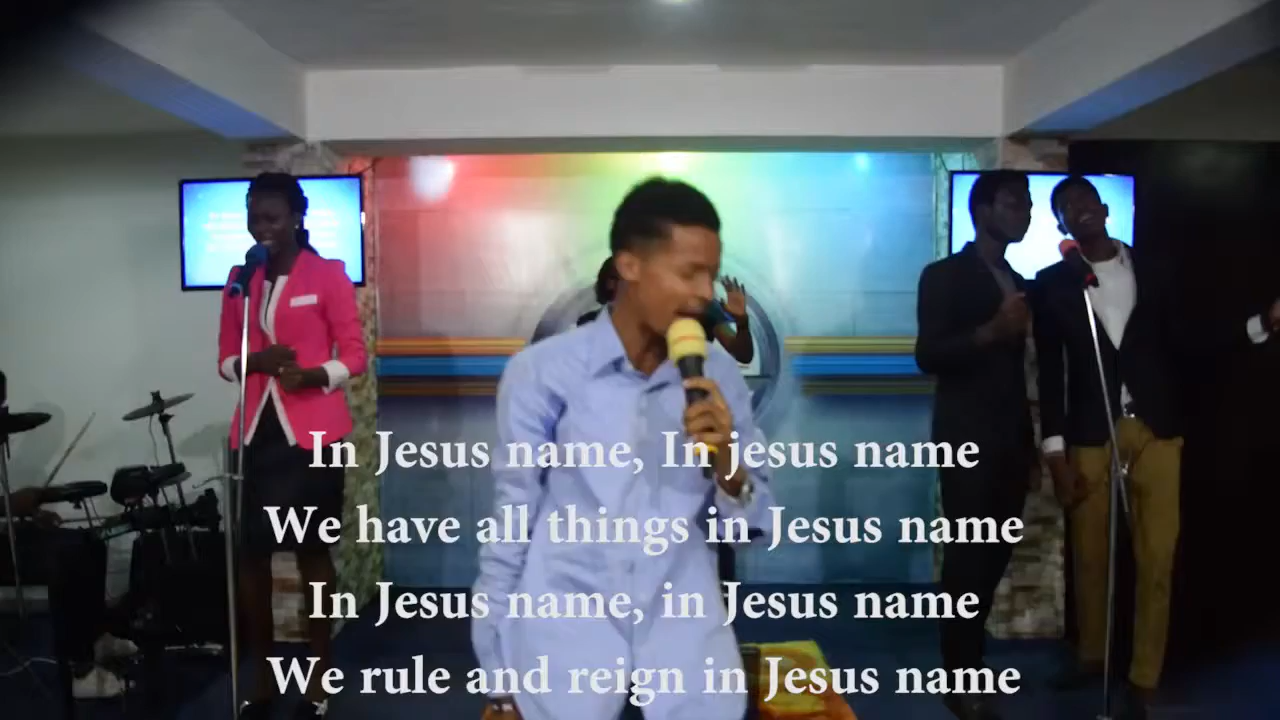 In Jesus name, In jesus name
We have all things in Jesus name
In Jesus name, in Jesus name
We rule and reign in Jesus name